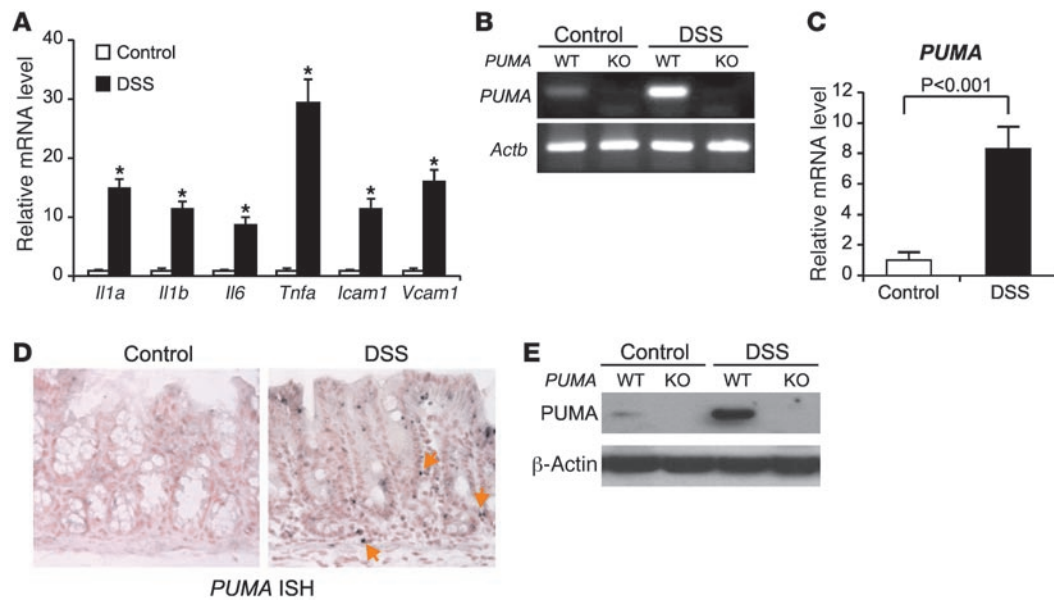 A
Relative mRNA level
40
30
20
10
0
Control
DSS
* * * * * *
Il1a Il1b Il6 Tnfa Icam1 Vcam1
B
Control DSS
PUMA WT KO WT KO
PUMA
Actb
C
PUMA
P<0.001
Relative mRNA level
12
10
8
6
4
2
0
Control DSS
D
Control DSS
PUMA ISH
E
Control DSS
PUMA WT KO WT KO
PUMA
β-Actin